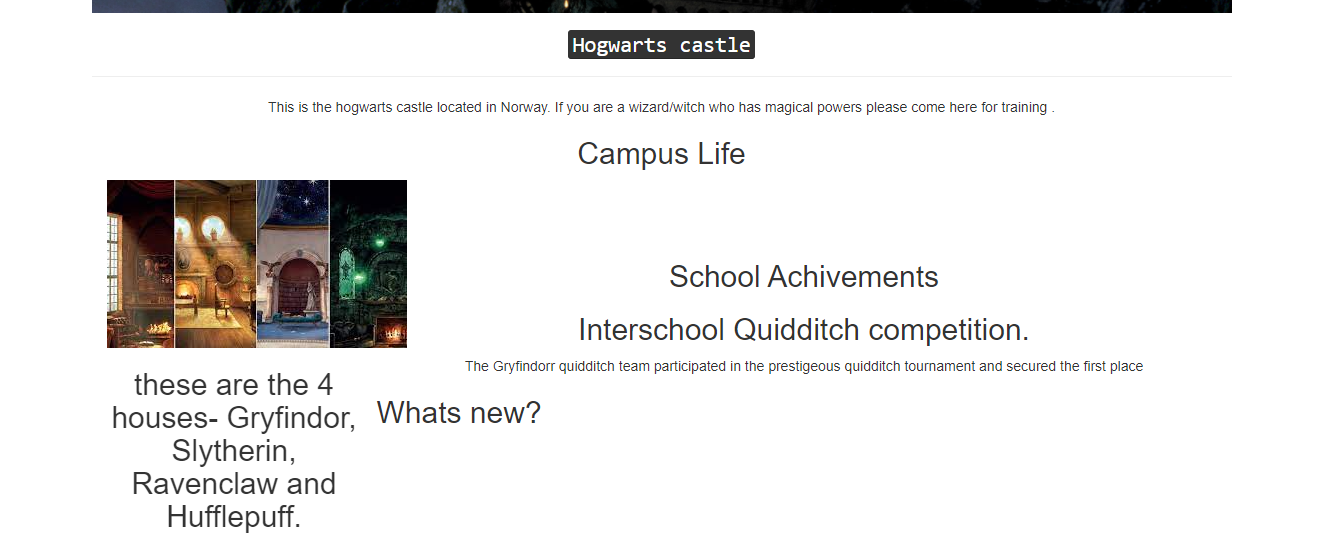 Hogwarts castle
This is the hogwarts castle located in Norway. If you are a wizard/witch who has magical powers please come here for training .
Campus Life
School Achivements
Interschool Quidditch competition.
The Gryfindorr quidditch team participated in the prestigeous quidditch tournament and secured the first place
these are the 4
houses- Gryfindor,
Slytherin,
Ravenclaw and
Hufflepuff.
Whats new?